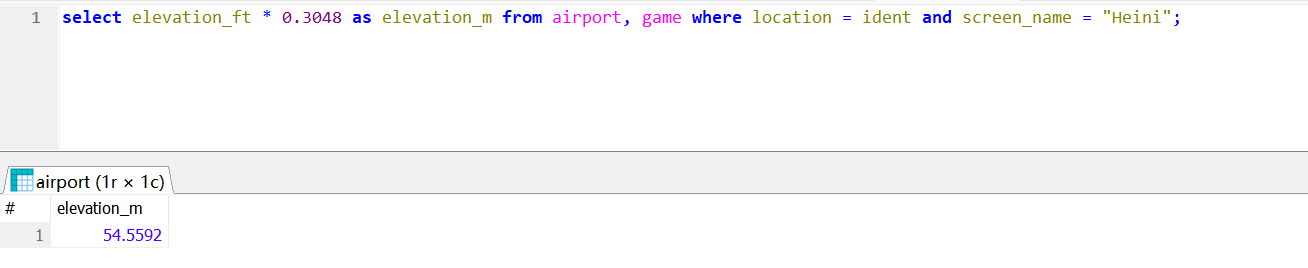 1 select elevation_ft * 0.3048 as elevation_m from airport, game where location = ident and screen_name = "Heini";
airport (1r × 1c)
# elevation_m
1 54.5592